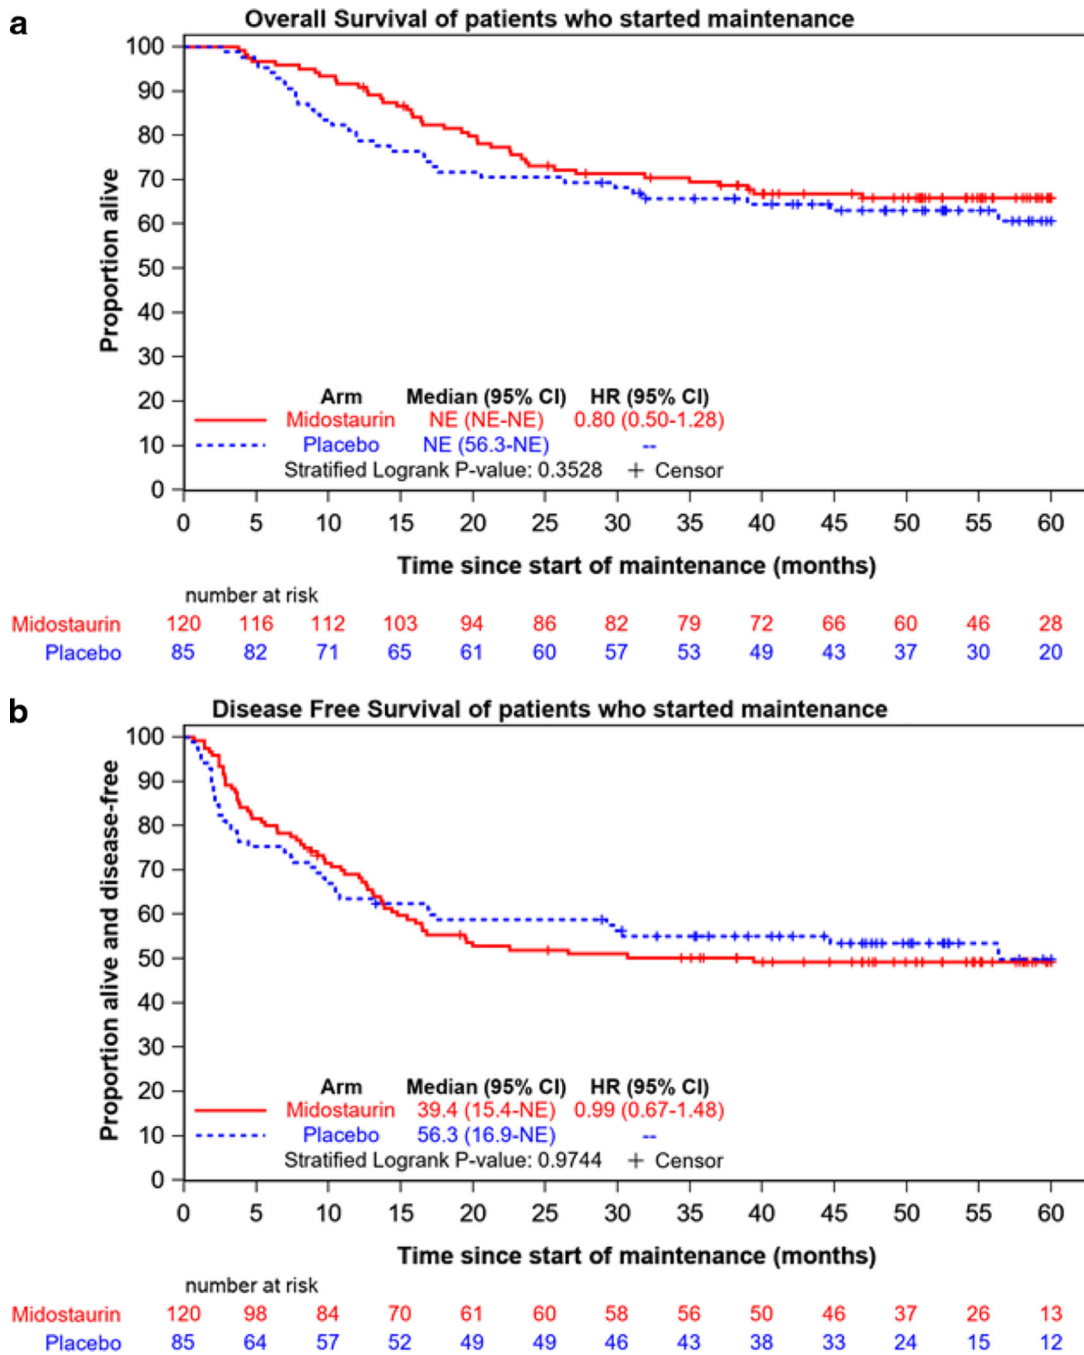 a
Overall Survival of patients who started maintenance
Proportion alive
100
90
80
70
60
50
40
30
20
10
0
Arm Median (95% CI) HR (95% CI)
Midostaurin NE (NE-NE) 0.80 (0.50-1.28)
Placebo NE (56.3-NE) --
Stratified Logrank P-value: 0.3528 + Censor
0 5 10 15 20 25 30 35 40 45 50 55 60
Time since start of maintenance (months)
number at risk
Midostaurin 120 116 112 103 94 86 82 79 72 66 60 46 28
Placebo 85 82 71 65 61 60 57 53 49 43 37 30 20
b
Disease Free Survival of patients who started maintenance
Proportion alive and disease-free
100
90
80
70
60
50
40
30
20
10
0
Arm Median (95% CI) HR (95% CI)
Midostaurin 39.4 (15.4-NE) 0.99 (0.67-1.48)
Placebo 56.3 (16.9-NE) --
Stratified Logrank P-value: 0.9744 + Censor
0 5 10 15 20 25 30 35 40 45 50 55 60
Time since start of maintenance (months)
number at risk
Midostaurin 120 98 84 70 61 60 58 56 50 46 37 26 13
Placebo 85 64 57 52 49 49 46 43 38 33 24 15 12